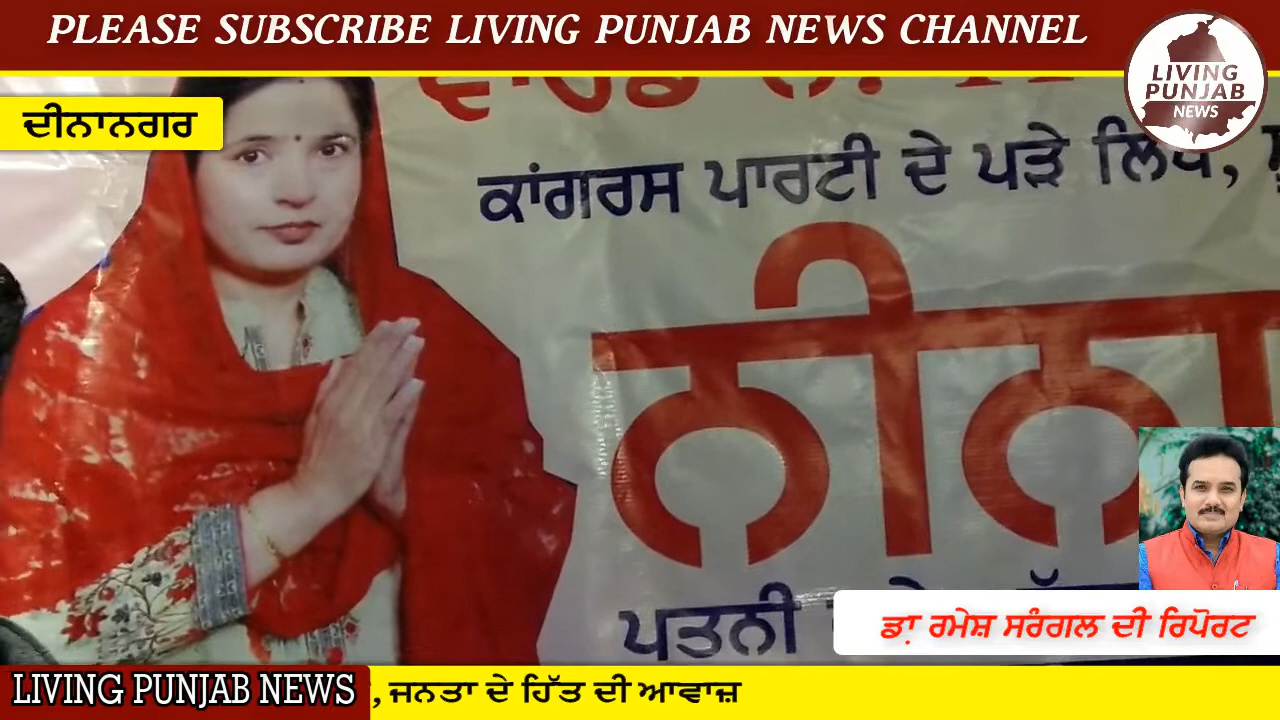 PLEASE SUBSCRIBE LIVING PUNJAB NEWS CHANNEL
LIVING
PUNJAB
NEWS
ਦੀਨਾਨਗਰ
ਕਾਂਗਰਸ ਪਾਰਟੀ ਦੇ ਪੜੇ ਲਿਖੇ,
ਨੀਨਾ
ਪਤਨੀ
ਡਾ਼ ਰਮੇਸ਼ ਸਰੰਗਲ ਦੀ ਰਿਪੋਰਟ
LIVING PUNJAB NEWS
, ਜਨਤਾ ਦੇ ਹਿੱਤ ਦੀ ਆਵਾਜ਼